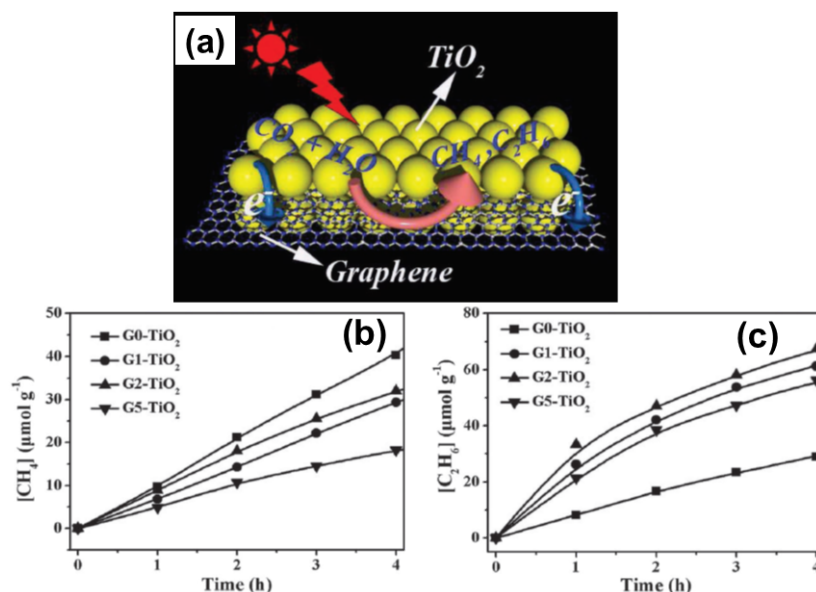 (a)
TiO2
CO2 + H2O
CH4, C2H6
e-
e-
Graphene
(b)
50
40
30
20
10
0
[CH4] (μmol g-1)
G0-TiO2
G1-TiO2
G2-TiO2
G5-TiO2
0 1 2 3 4
Time (h)
(c)
80
60
40
20
0
[C2H6] (μmol g-1)
G0-TiO2
G1-TiO2
G2-TiO2
G5-TiO2
0 1 2 3 4
Time (h)